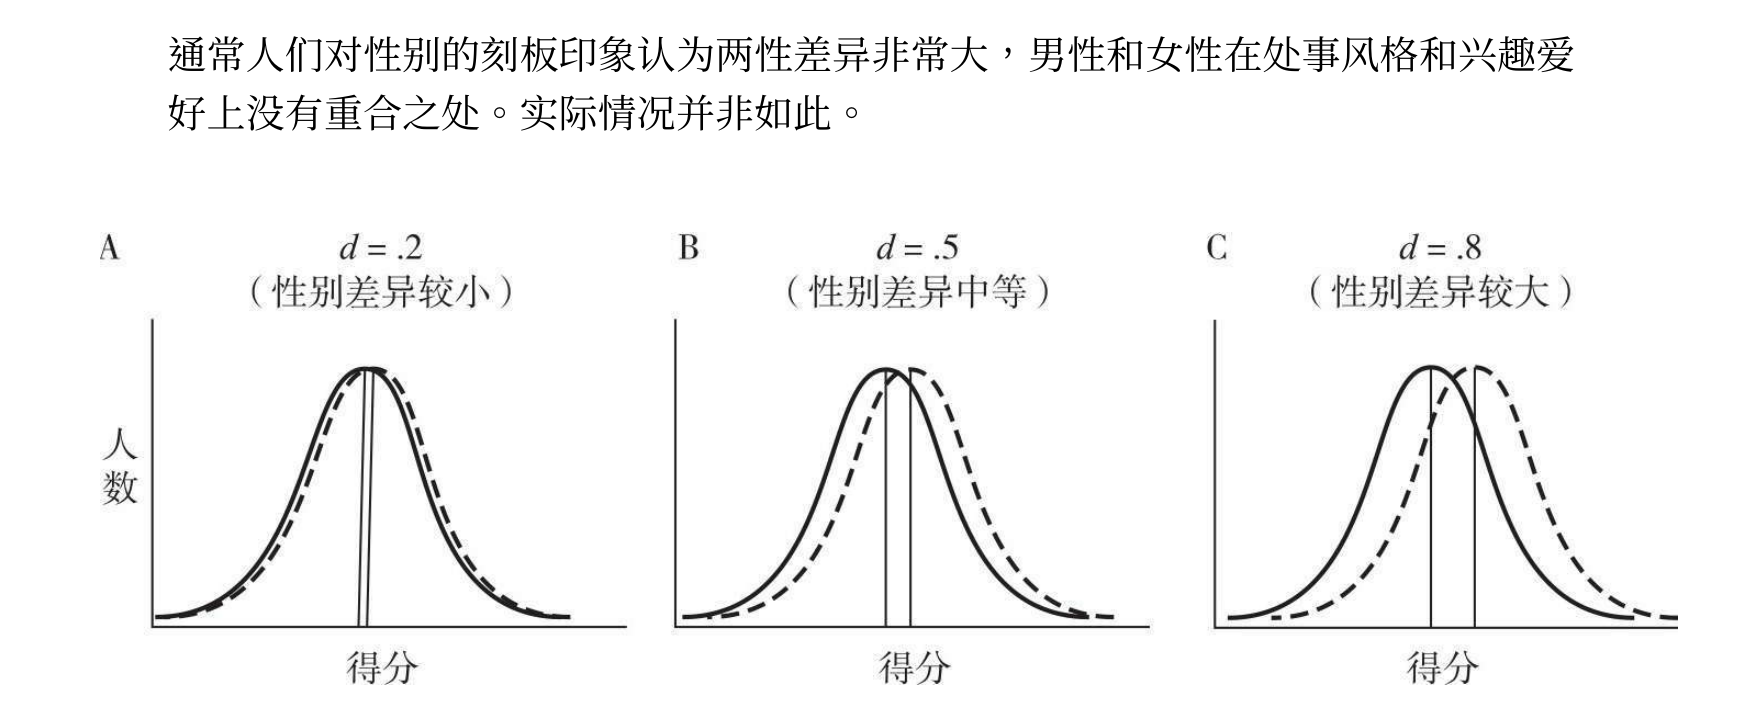 通常人们对性别的刻板印象认为两性差异非常大，男性和女性在处事风格和兴趣爱
好上没有重合之处。实际情况并非如此。
A d = .2
（性别差异较小）
B d = .5
（性别差异中等）
C d = .8
（性别差异较大）
人数
得分
得分
得分